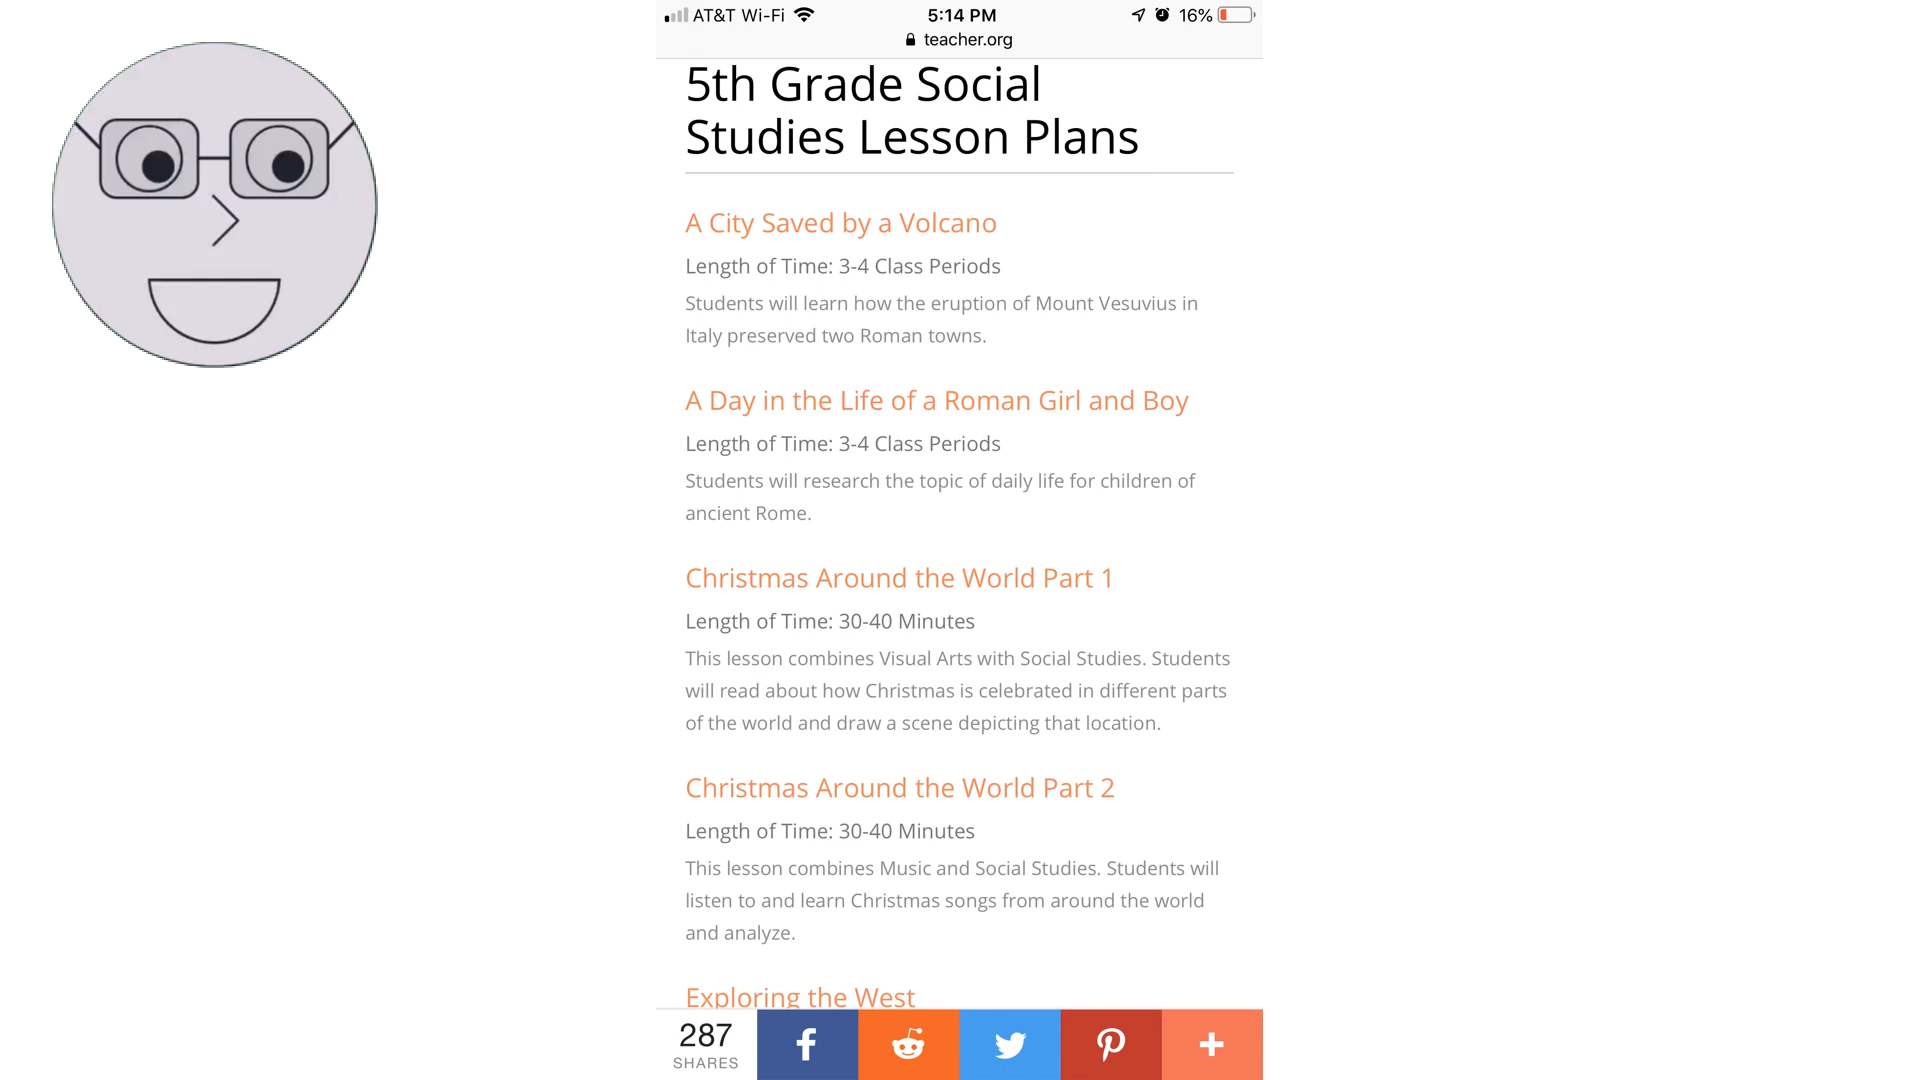 AT&T Wi-Fi 5:14 PM 16%
teacher.org
5th Grade Social
Studies Lesson Plans
A City Saved by a Volcano
Length of Time: 3-4 Class Periods
Students will learn how the eruption of Mount Vesuvius in
Italy preserved two Roman towns.
A Day in the Life of a Roman Girl and Boy
Length of Time: 3-4 Class Periods
Students will research the topic of daily life for children of
ancient Rome.
Christmas Around the World Part 1
Length of Time: 30-40 Minutes
This lesson combines Visual Arts with Social Studies. Students
will read about how Christmas is celebrated in different parts
of the world and draw a scene depicting that location.
Christmas Around the World Part 2
Length of Time: 30-40 Minutes
This lesson combines Music and Social Studies. Students will
listen to and learn Christmas songs from around the world
and analyze.
Exploring the West
287
SHARES